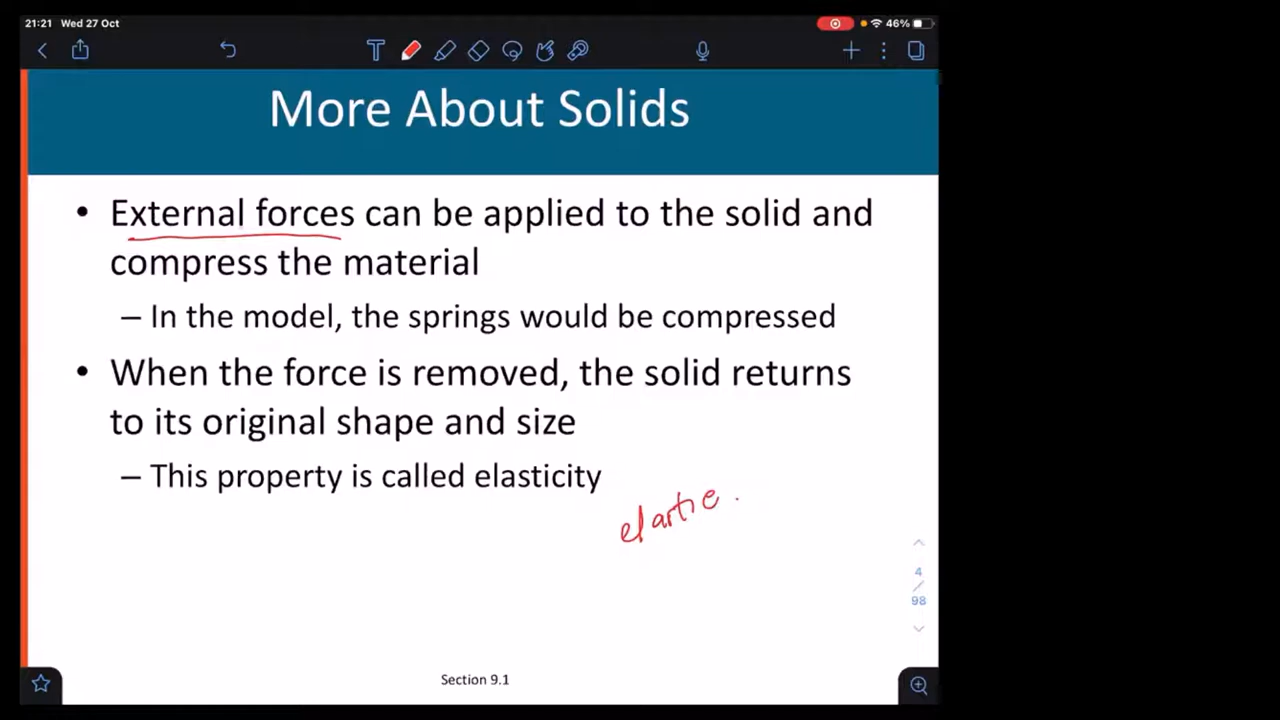 21:21 Wed 27 Oct
46%
More About Solids
• External forces can be applied to the solid and
compress the material
– In the model, the springs would be compressed
• When the force is removed, the solid returns
to its original shape and size
– This property is called elasticity
elastic.
4
/
98
Section 9.1